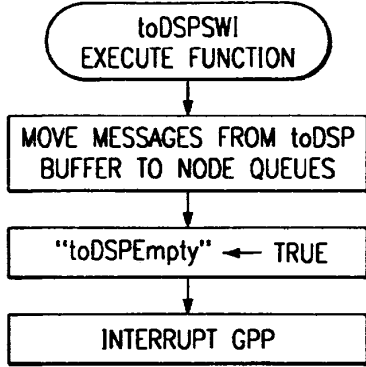 toDSPSWI
EXECUTE FUNCTION
MOVE MESSAGES FROM toDSP
BUFFER TO NODE QUEUES
"toDSPEmpty" ← TRUE
INTERRUPT GPP